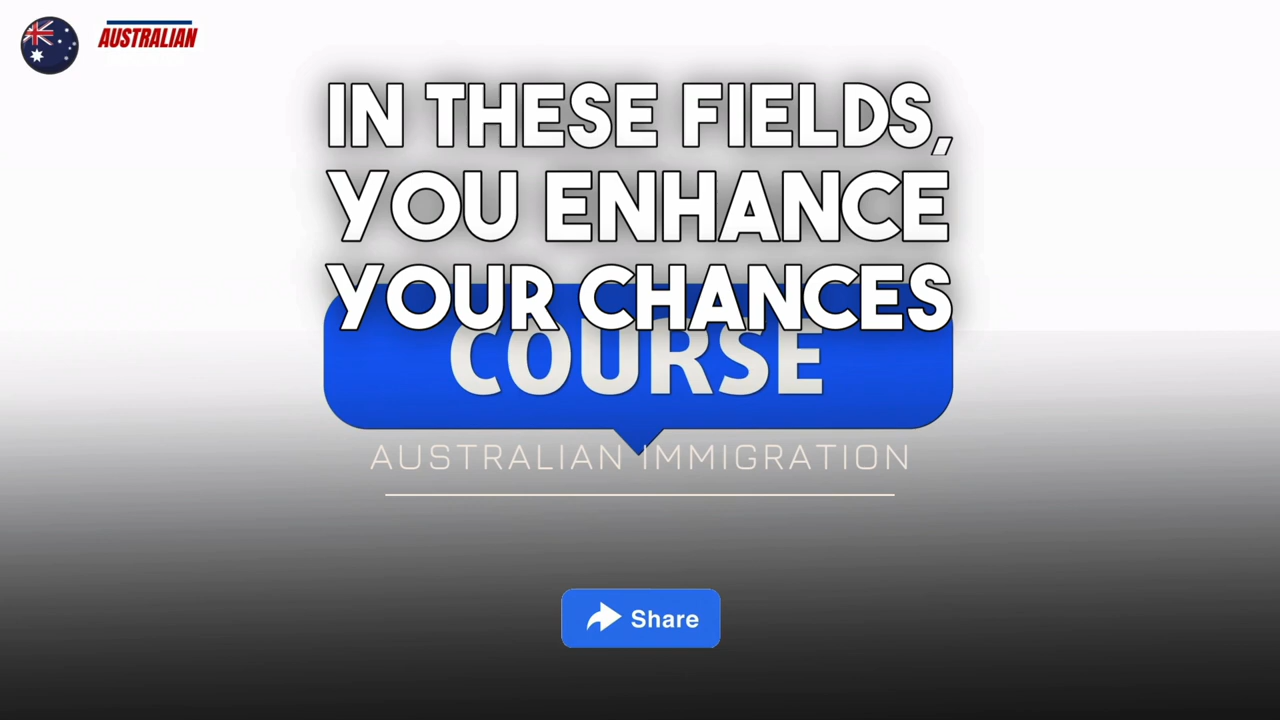 AUSTRALIAN
IN THESE FIELDS,
YOU ENHANCE
YOUR CHANCES
COURSE
AUSTRALIAN IMMIGRATION
Share